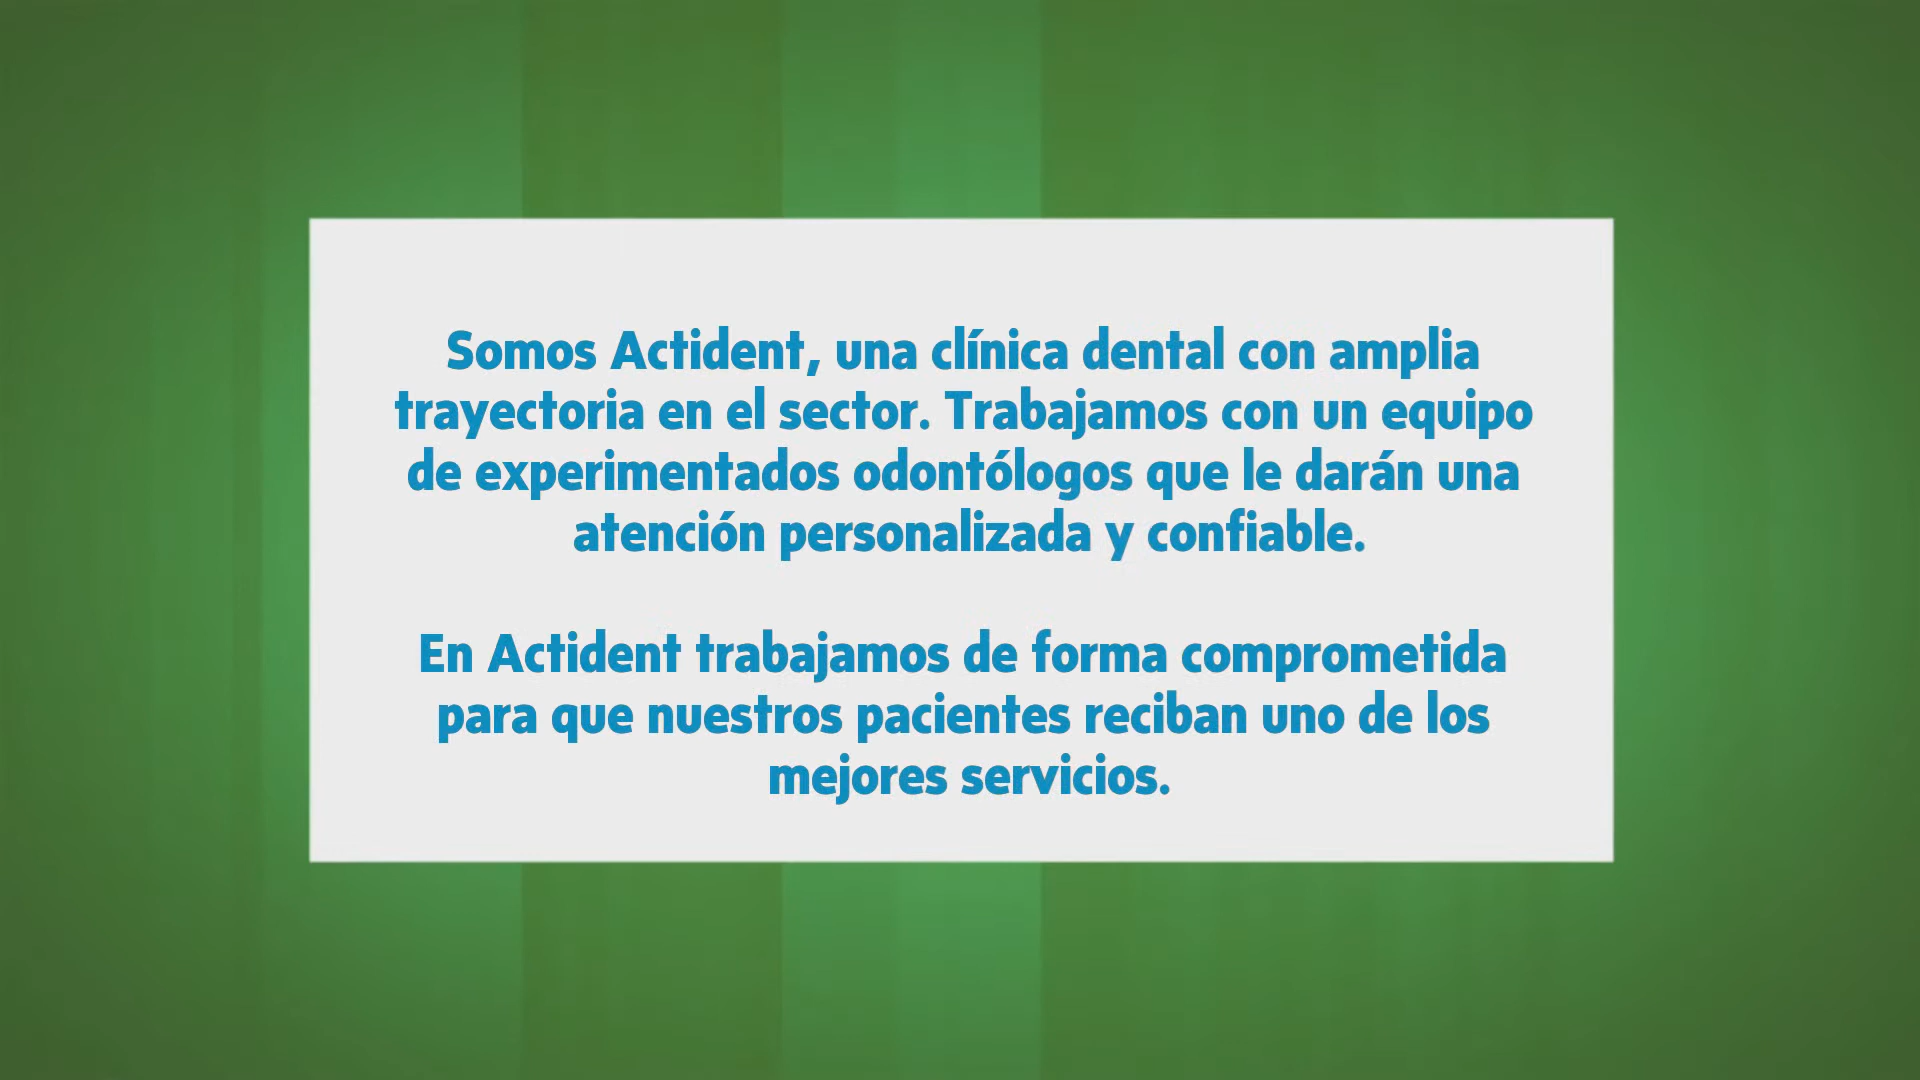 Somos Actident, una clínica dental con amplia
trayectoria en el sector. Trabajamos con un equipo
de experimentados odontólogos que le darán una
atención personalizada y confiable.
En Actident trabajamos de forma comprometida
para que nuestros pacientes reciban uno de los
mejores servicios.